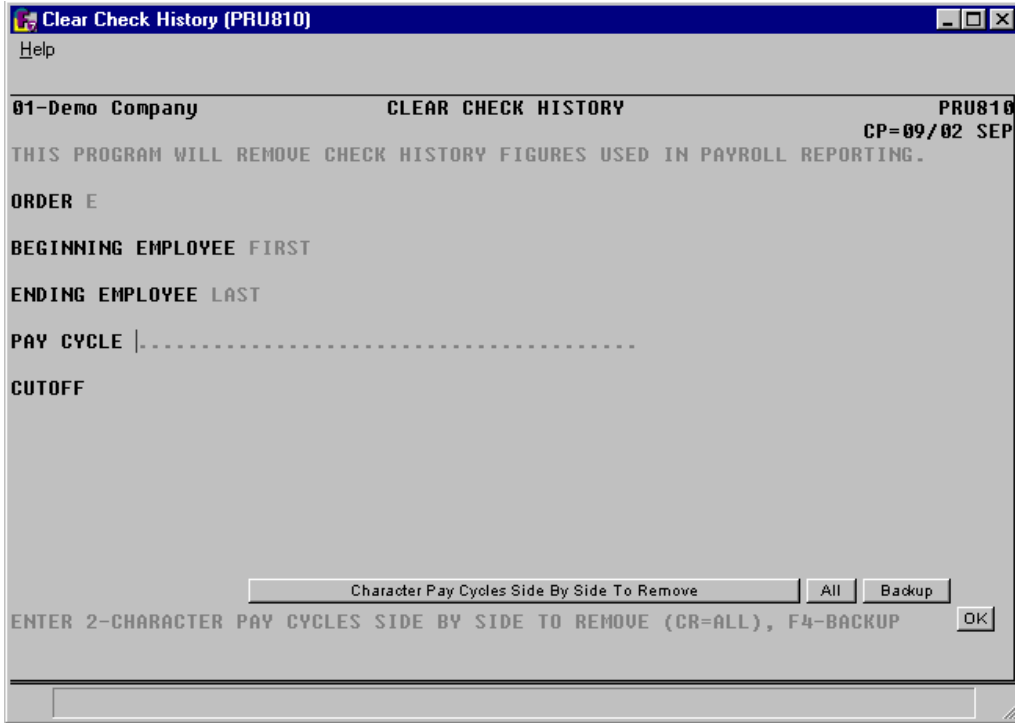 Clear Check History (PRU810)
Help
01-Demo Company CLEAR CHECK HISTORY PRU810
CP=09/02 SEP
THIS PROGRAM WILL REMOVE CHECK HISTORY FIGURES USED IN PAYROLL REPORTING.
ORDER E
BEGINNING EMPLOYEE FIRST
ENDING EMPLOYEE LAST
PAY CYCLE ........................................
CUTOFF
Character Pay Cycles Side By Side To Remove All Backup
ENTER 2-CHARACTER PAY CYCLES SIDE BY SIDE TO REMOVE (CR=ALL), F4-BACKUP OK